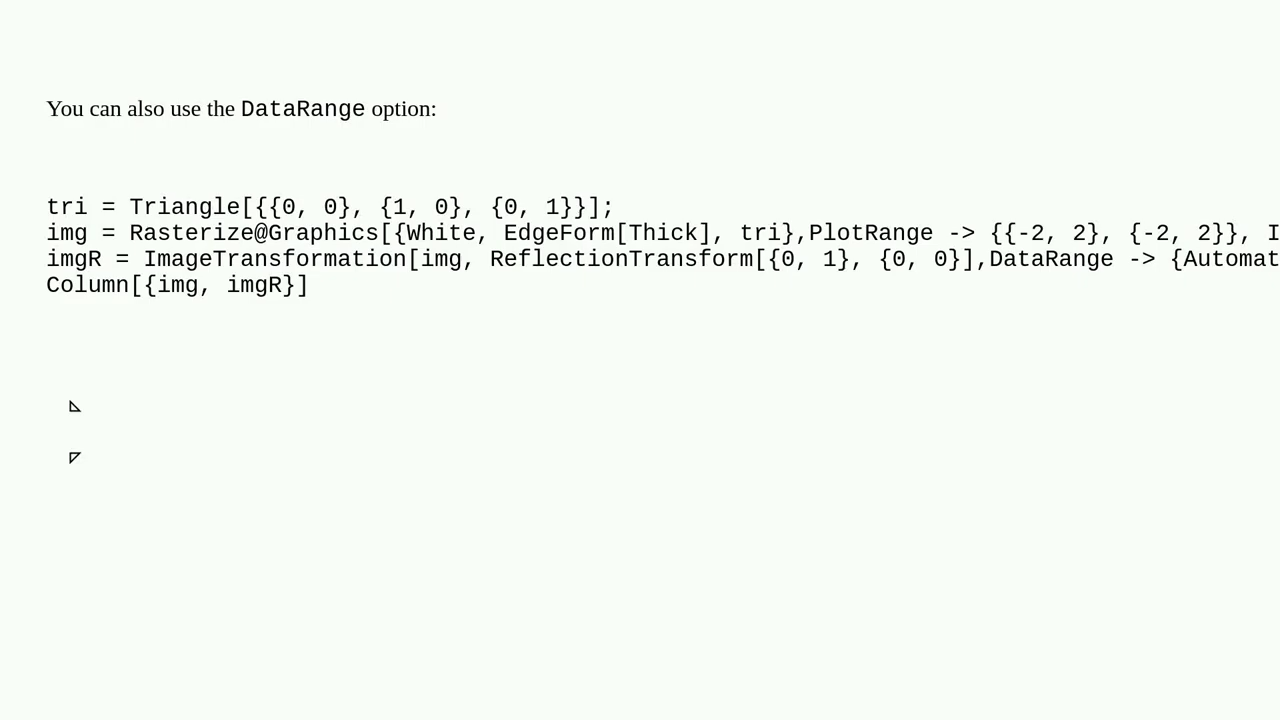 You can also use the DataRange option:
tri = Triangle[{{0, 0}, {1, 0}, {0, 1}}];
img = Rasterize@Graphics[{White, EdgeForm[Thick], tri},PlotRange -> {{-2, 2}, {-2, 2}}, I
imgR = ImageTransformation[img, ReflectionTransform[{0, 1}, {0, 0}],DataRange -> {Automat
Column[{img, imgR}]